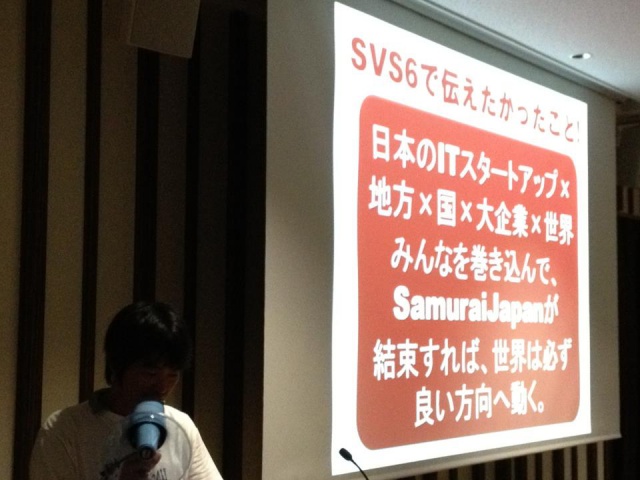 SVS6で伝えたかったこと!
日本のITスタートアップ×
地方×国×大企業×世界
みんなを巻き込んで、
SamuraiJapanが
結束すれば、世界は必ず
良い方向へ動く。